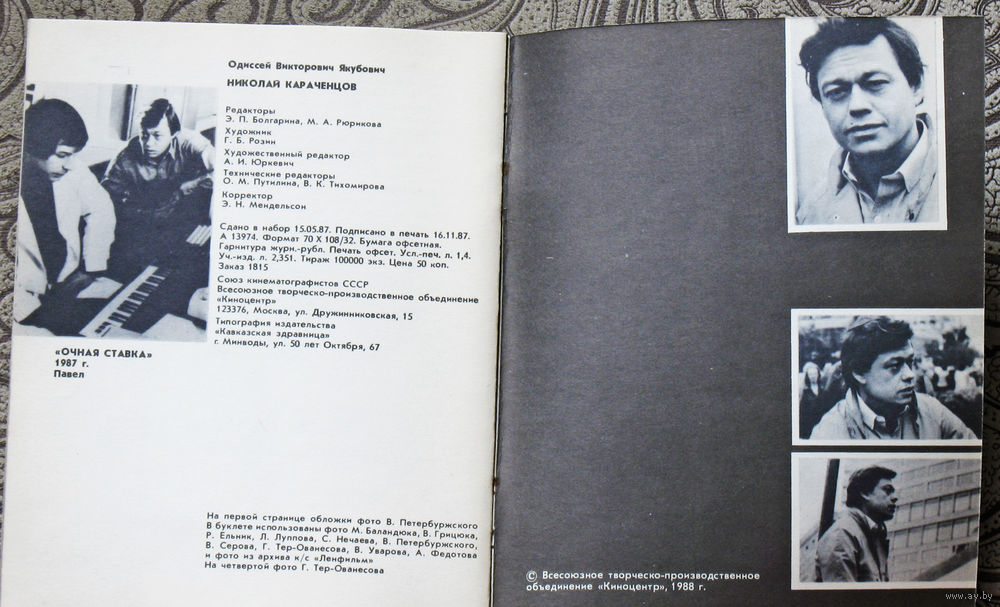 Одиссей Викторович Якубович
НИКОЛАЙ КАРАЧЕНЦОВ
Редакторы
Э. П. Болгарина, М. А. Рюрикова
Художник
Г. Б. Розин
Художественный редактор
А. И. Юркевич
Технические редакторы
О. М. Путилина, В. К. Тихомирова
Корректор
Э. Н. Мендельсон
Сдано в набор 15.05.87. Подписано в печать 16.11.87.
А 13974. Формат 70 Х 108/32. Бумага офсетная.
Гарнитура журн.-рубл. Печать офсет. Усл.-печ. л. 1,4.
Уч.-изд. л. 2,351. Тираж 100000 экз. Цена 50 коп.
Заказ 1815
Союз кинематографистов СССР
Всесоюзное творческо-производственное объединение
«Киноцентр»
123376, Москва, ул. Дружинниковская, 15
Типография издательства
«Кавказская здравница»
г. Минводы, ул. 50 лет Октября, 67
«ОЧНАЯ СТАВКА»
1987 г.
Павел
На первой странице обложки фото В. Петербуржского
В буклете использованы фото М. Баландюка, В. Грицюка,
Р. Ельник, Л. Луппова, С. Нечаева, В. Петербуржского,
В. Серова, Г. Тер-Ованесова, В. Уварова, А. Федотова
и фото из архива к/с «Ленфильм»
На четвертой фото Г. Тер-Ованесова
© Всесоюзное творческо-производственное
объединение «Киноцентр», 1988 г.
www.ay.by